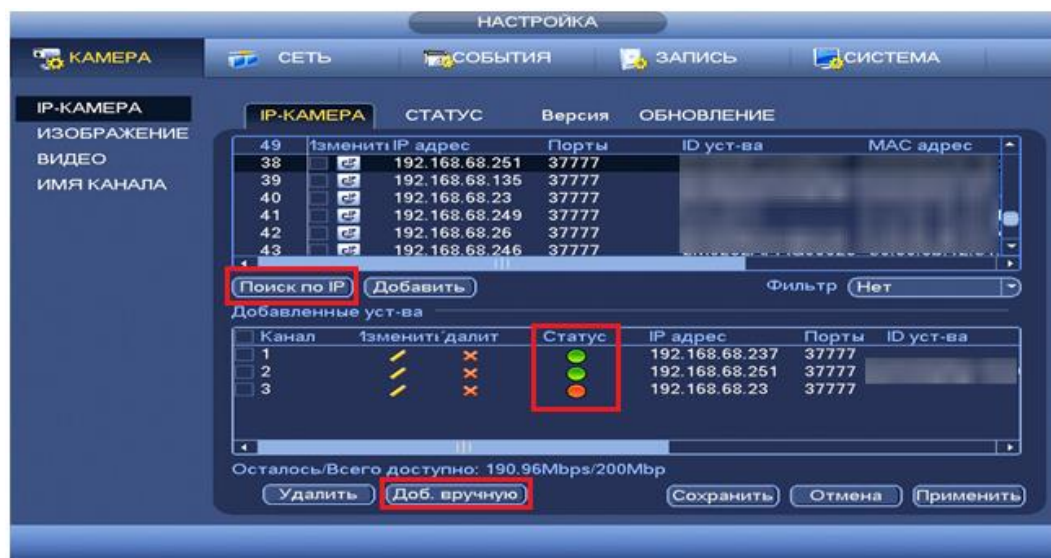 НАСТРОЙКА
КАМЕРА СЕТЬ СОБЫТИЯ ЗАПИСЬ СИСТЕМА
IP-КАМЕРА
ИЗОБРАЖЕНИЕ
ВИДЕО
ИМЯ КАНАЛА
IP-КАМЕРА СТАТУС Версия ОБНОВЛЕНИЕ
49 Изменить IP адрес Порты ID уст-ва MAC адрес
38 192.168.68.251 37777
39 192.168.68.135 37777
40 192.168.68.23 37777
41 192.168.68.249 37777
42 192.168.68.26 37777
43 192.168.68.246 37777
Поиск по IP Добавить Фильтр Нет
Добавленные уст-ва
Канал Изменить Удалит Статус IP адрес Порты ID уст-ва
1 192.168.68.237 37777
2 192.168.68.251 37777
3 192.168.68.23 37777
Осталось/Всего доступно: 190.96Mbps/200Mbp
Удалить Доб. вручную Сохранить Отмена Применить